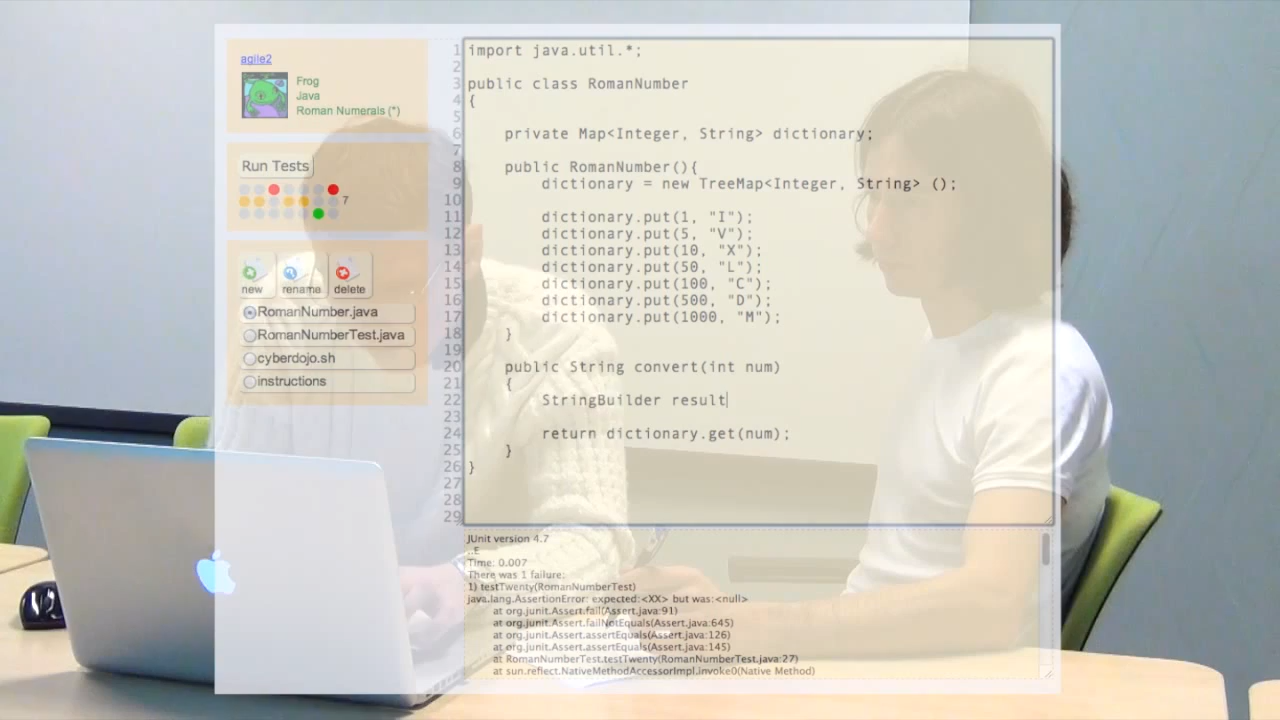 agile2
Frog
Java
Roman Numerals (*)
Run Tests
7
new rename delete
RomanNumber.java
RomanNumberTest.java
cyberdojo.sh
instructions
1 import java.util.*;
2
3 public class RomanNumber
4 {
5
6 private Map<Integer, String> dictionary;
7
8 public RomanNumber(){
9 dictionary = new TreeMap<Integer, String> ();
10
11 dictionary.put(1, "I");
12 dictionary.put(5, "V");
13 dictionary.put(10, "X");
14 dictionary.put(50, "L");
15 dictionary.put(100, "C");
16 dictionary.put(500, "D");
17 dictionary.put(1000, "M");
18 }
19
20 public String convert(int num)
21 {
22 StringBuilder result
23
24 return dictionary.get(num);
25 }
26 }
27
28
29
JUnit version 4.7
..E
Time: 0.007
There was 1 failure:
1) testTwenty(RomanNumberTest)
java.lang.AssertionError: expected:<XX> but was:<null>
at org.junit.Assert.fail(Assert.java:91)
at org.junit.Assert.failNotEquals(Assert.java:645)
at org.junit.Assert.assertEquals(Assert.java:126)
at org.junit.Assert.assertEquals(Assert.java:145)
at RomanNumberTest.testTwenty(RomanNumberTest.java:27)
at sun.reflect.NativeMethodAccessorImpl.invoke0(Native Method)